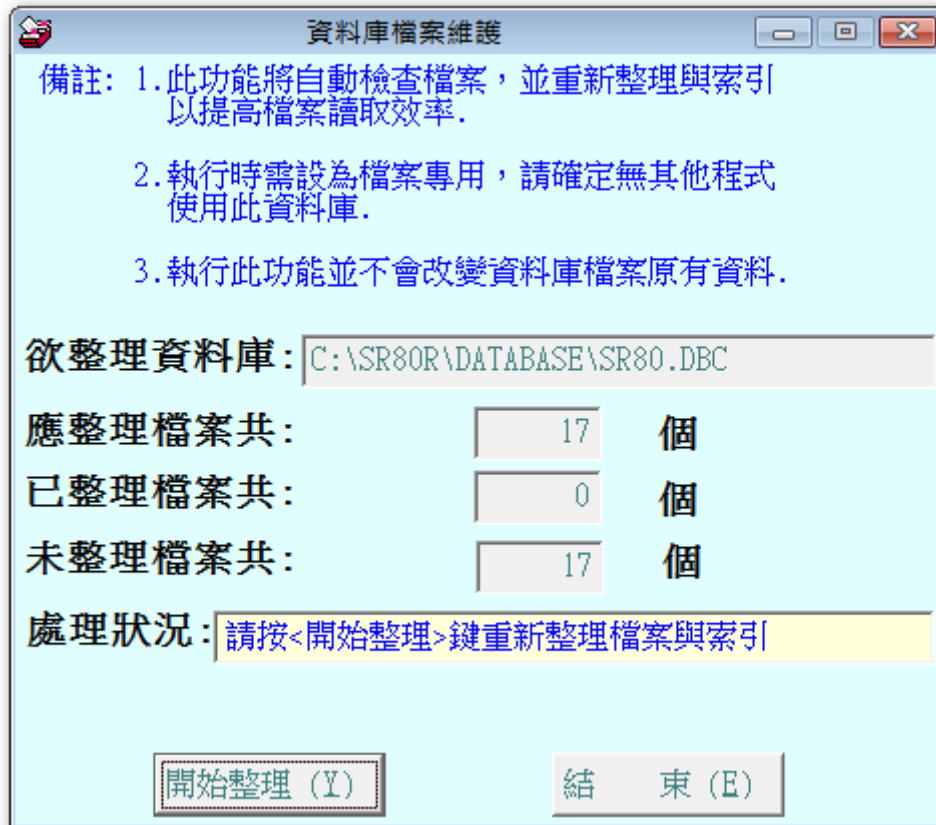 資料庫檔案維護
備註: 1.此功能將自動檢查檔案，並重新整理與索引
以提高檔案讀取效率.
2.執行時需設為檔案專用，請確定無其他程式
使用此資料庫.
3.執行此功能並不會改變資料庫檔案原有資料.
欲整理資料庫: C:\SR80R\DATABASE\SR80.DBC
應整理檔案共: 17 個
已整理檔案共: 0 個
未整理檔案共: 17 個
處理狀況: 請按<開始整理>鍵重新整理檔案與索引
開始整理 (Y) 結 束 (E)